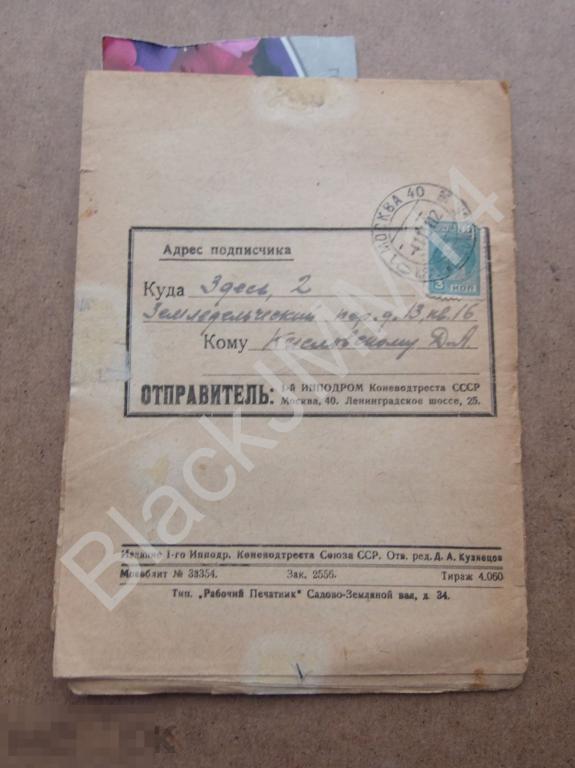 МОСКВА 40
3 КОП
Адрес подписчика
Куда Здесь, 2
Земледельческий пер. д. 13, кв. 16
Кому Кисловскому Д.А.
ОТПРАВИТЕЛЬ: 1-й ИППОДРОМ Коневодтреста СССР
Москва, 40. Ленинградское шоссе, 25.
Издание 1-го Ипподр. Коневодтреста Союза ССР. Отв. ред. Д. А. Кузнецов
Мособлит № 38354. Зак. 2556. Тираж 4.060
Тип. „Рабочий Печатник" Садово-Земляной вал, д. 34.
BlackJMM14